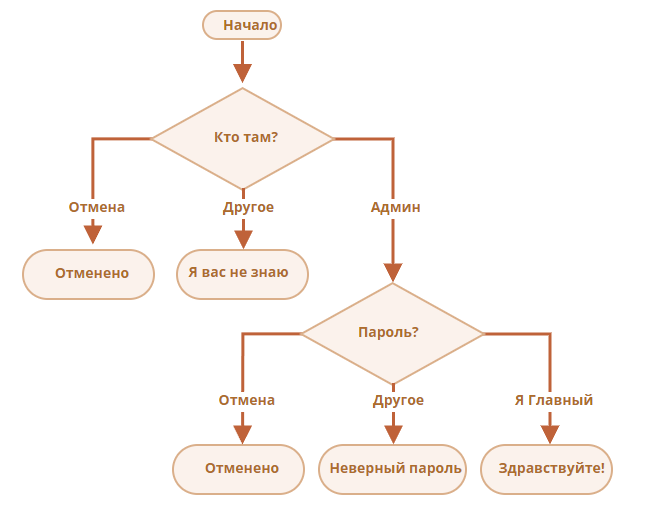 Начало
Кто там?
Отмена
Другое
Админ
Отменено
Я вас не знаю
Пароль?
Отмена
Другое
Я Главный
Отменено
Неверный пароль
Здравствуйте!